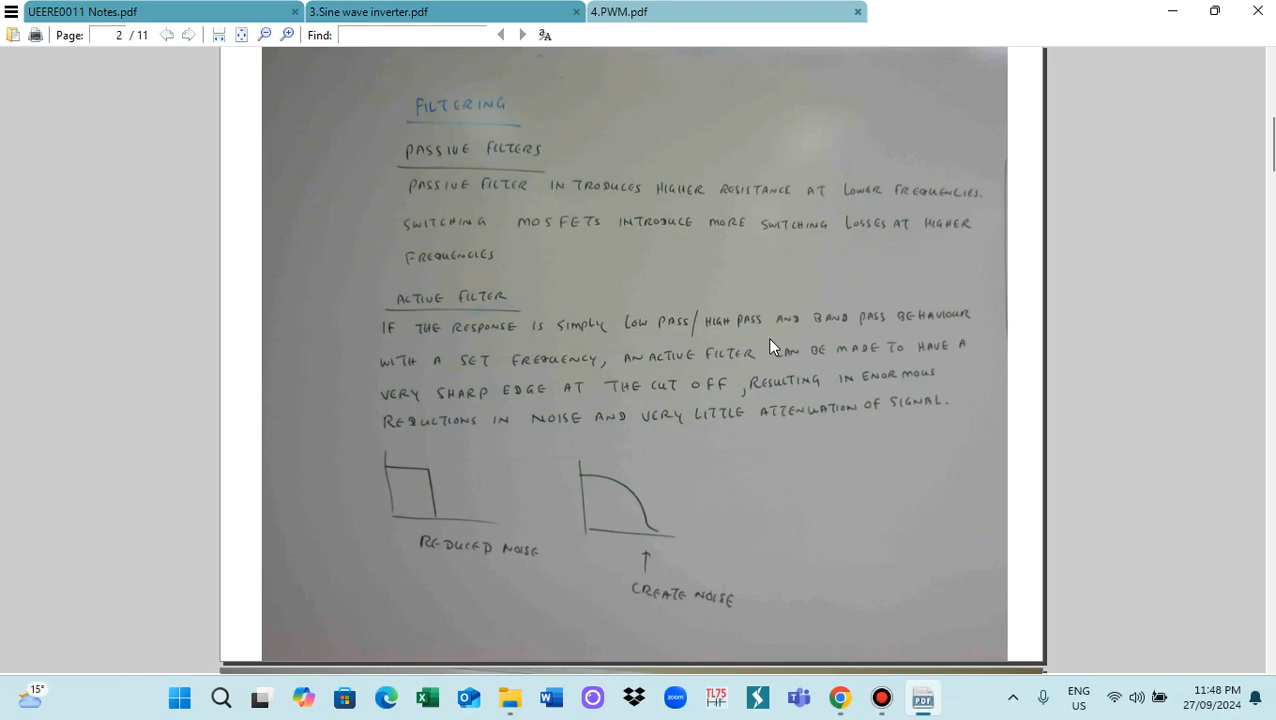 UEERE0011 Notes.pdf
3.Sine wave inverter.pdf
4.PWM.pdf
Page: 2 / 11
Find:
FILTERING
PASSIVE FILTERS
PASSIVE FILTER INTRODUCES HIGHER RESISTANCE AT LOWER FREQUENCIES.
SWITCHING MOSFETS INTRODUCE MORE SWITCHING LOSSES AT HIGHER
FREQUENCIES
ACTIVE FILTER
IF THE RESPONSE IS SIMPLY LOW PASS/HIGH PASS AND BAND PASS BEHAVIOUR
WITH A SET FREQUENCY, AN ACTIVE FILTER CAN BE MADE TO HAVE A
VERY SHARP EDGE AT THE CUT OFF, RESULTING IN ENORMOUS
REDUCTIONS IN NOISE AND VERY LITTLE ATTENUATION OF SIGNAL.
REDUCED NOISE
CREATE NOISE
15°
zoom
TL75
HF
PDF
ENG
US
11:48 PM
27/09/2024